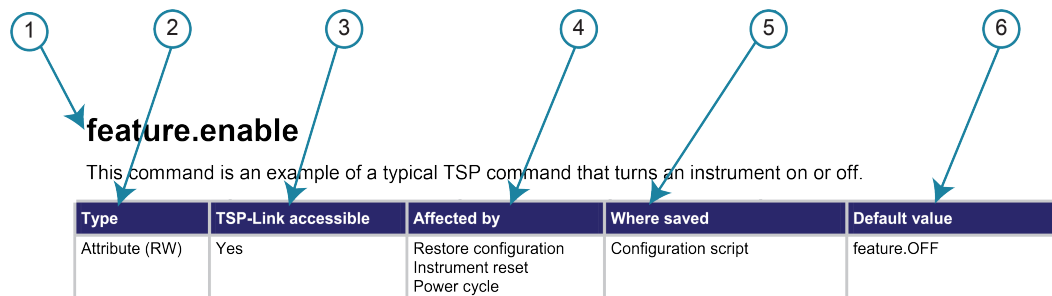 1 2 3 4 5 6
feature.enable
This command is an example of a typical TSP command that turns an instrument on or off.
Type TSP-Link accessible Affected by Where saved Default value
Attribute (RW) Yes Restore configuration Configuration script feature.OFF
Instrument reset
Power cycle